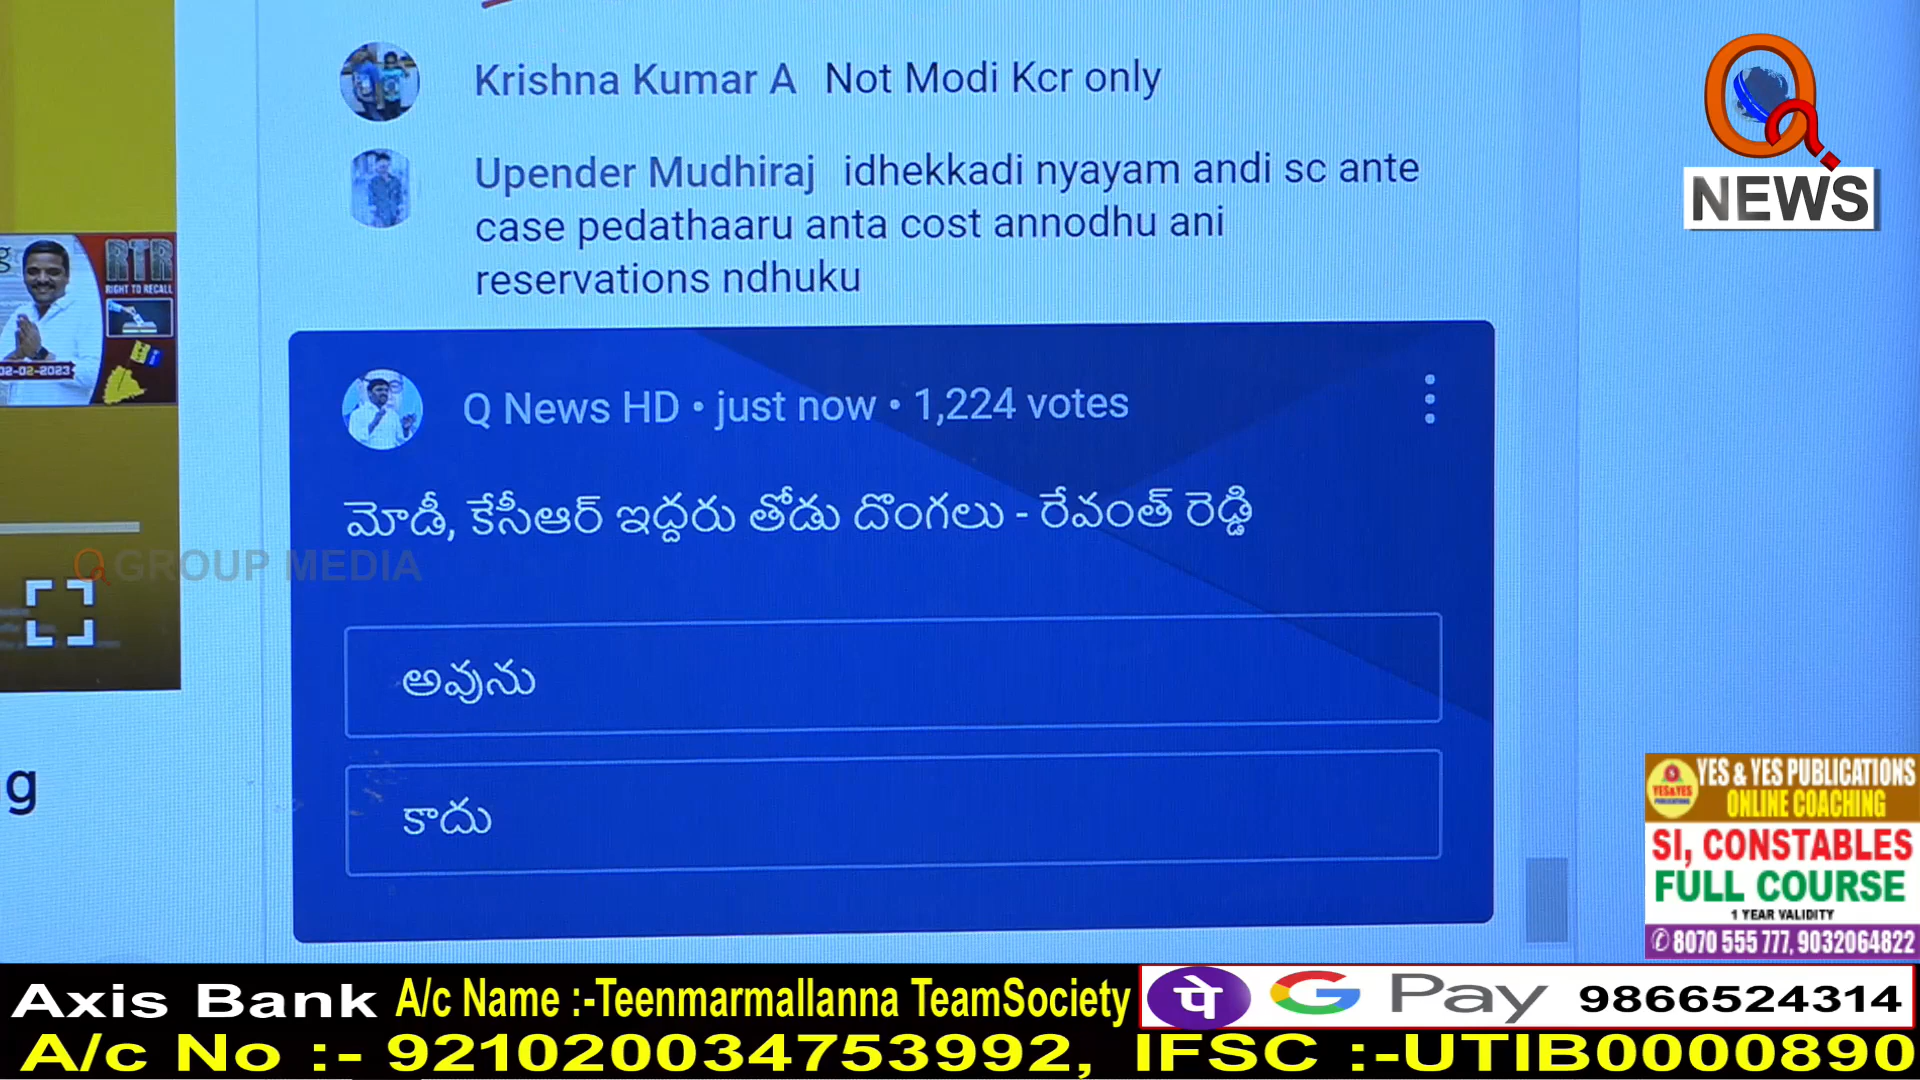 Krishna Kumar A Not Modi Kcr only
Upender Mudhiraj idhekkadi nyayam andi sc ante
case pedathaaru anta cost annodhu ani
reservations ndhuku
Q News HD • just now • 1,224 votes
మోడీ, కేసీఆర్ ఇద్దరు తోడు దొంగలు - రేవంత్ రెడ్డి
అవును
కాదు
Q GROUP MEDIA
g
RTR
RIGHT TO RECALL
02-02-2023
g
Q
NEWS
YES & YES PUBLICATIONS
ONLINE COACHING
YES&YES
SI, CONSTABLES
FULL COURSE
1 YEAR VALIDITY
8070 555 777, 9032064822
Axis Bank A/c Name :-Teenmarmallanna TeamSociety
पे G Pay 9866524314
A/c No :- 921020034753992, IFSC :-UTIB0000890